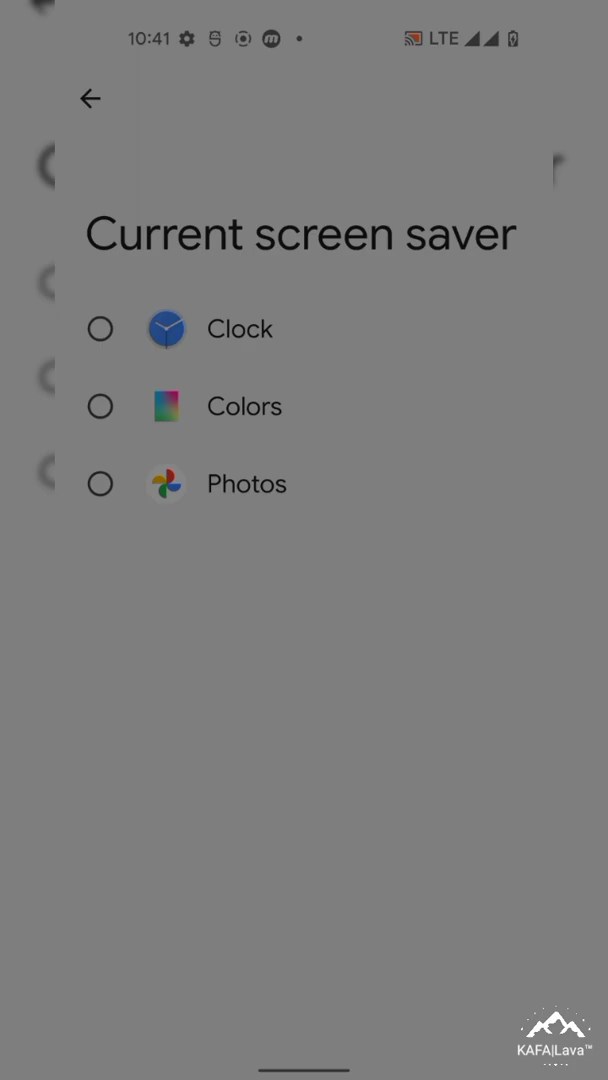 10:41 LTE
Current screen saver
Clock
Colors
Photos
KAFA|Lava™